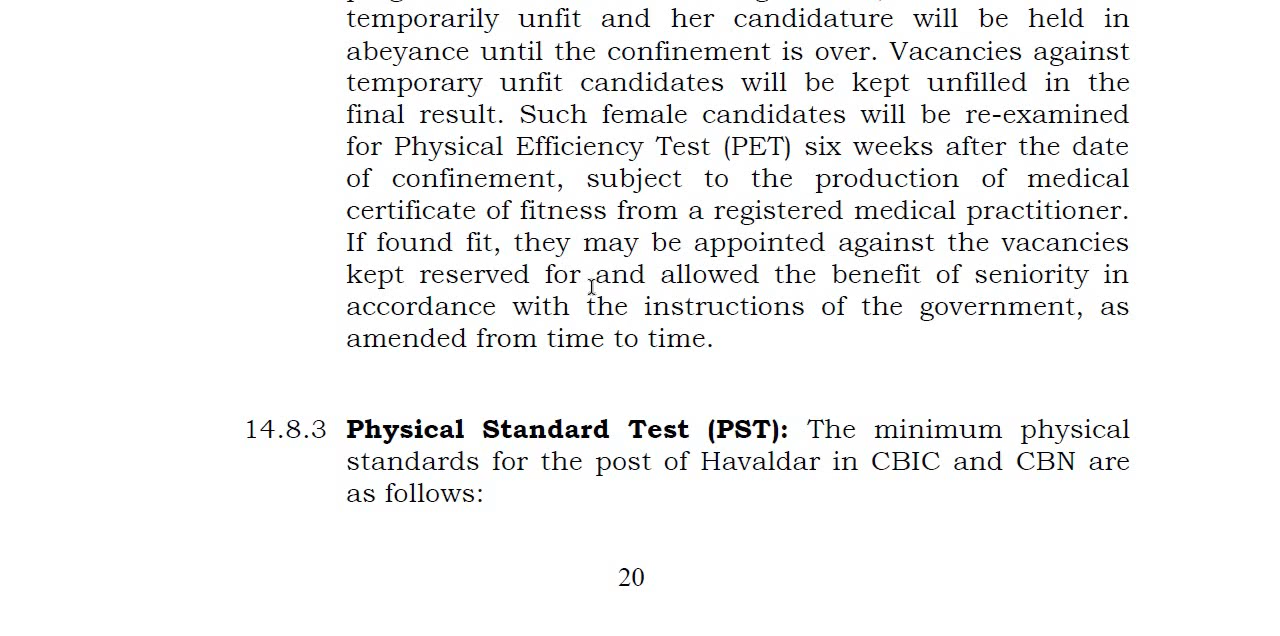 temporarily unfit and her candidature will be held in
abeyance until the confinement is over. Vacancies against
temporary unfit candidates will be kept unfilled in the
final result. Such female candidates will be re-examined
for Physical Efficiency Test (PET) six weeks after the date
of confinement, subject to the production of medical
certificate of fitness from a registered medical practitioner.
If found fit, they may be appointed against the vacancies
kept reserved for and allowed the benefit of seniority in
accordance with the instructions of the government, as
amended from time to time.
14.8.3 Physical Standard Test (PST): The minimum physical
standards for the post of Havaldar in CBIC and CBN are
as follows:
20